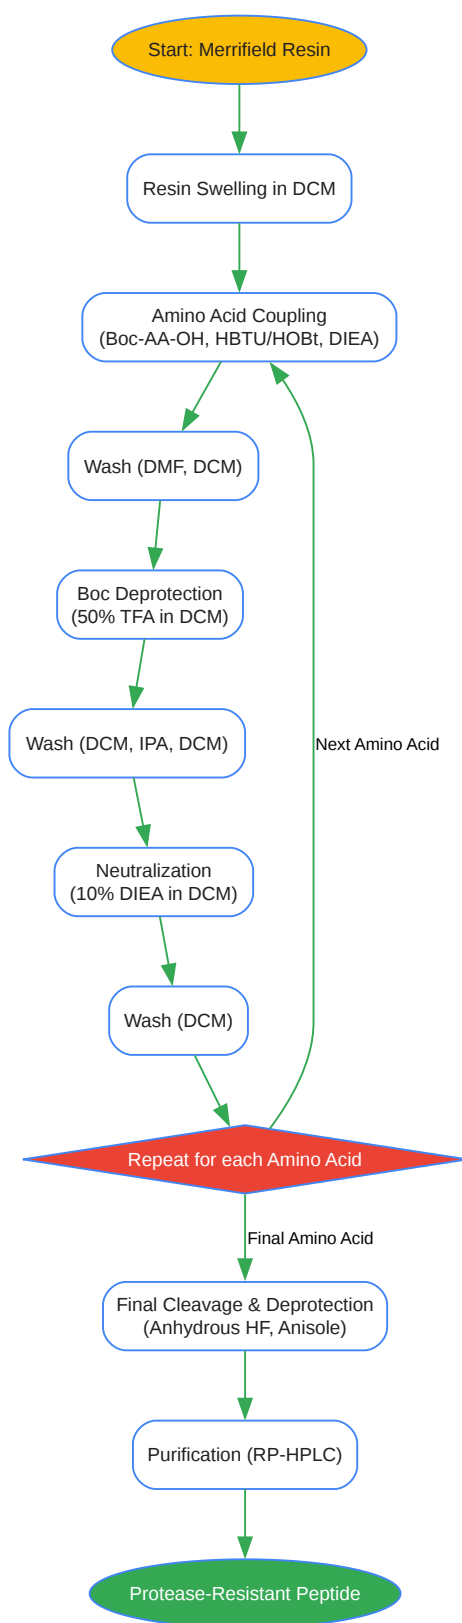 Start: Merrifield Resin
Resin Swelling in DCM
Amino Acid Coupling
(Boc-AA-OH, HBTU/HOBt, DIEA)
Wash (DMF, DCM)
Boc Deprotection
(50% TFA in DCM)
Wash (DCM, IPA, DCM)
Next Amino Acid
Neutralization
(10% DIEA in DCM)
Wash (DCM)
Repeat for each Amino Acid
Final Amino Acid
Final Cleavage & Deprotection
(Anhydrous HF, Anisole)
Purification (RP-HPLC)
Protease-Resistant Peptide